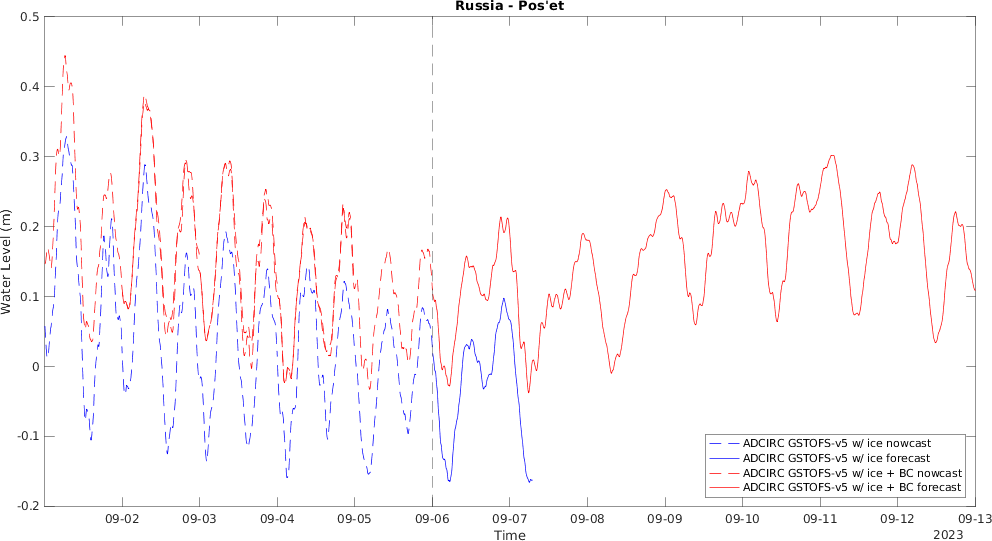 Russia - Pos'et
0.5
0.4
0.3
0.2
0.1
0
-0.1
-0.2
Water Level (m)
ADCIRC GSTOFS-v5 w/ ice nowcast
ADCIRC GSTOFS-v5 w/ ice forecast
ADCIRC GSTOFS-v5 w/ ice + BC nowcast
ADCIRC GSTOFS-v5 w/ ice + BC forecast
09-02 09-03 09-04 09-05 09-06 09-07 09-08 09-09 09-10 09-11 09-12 09-13
Time
2023